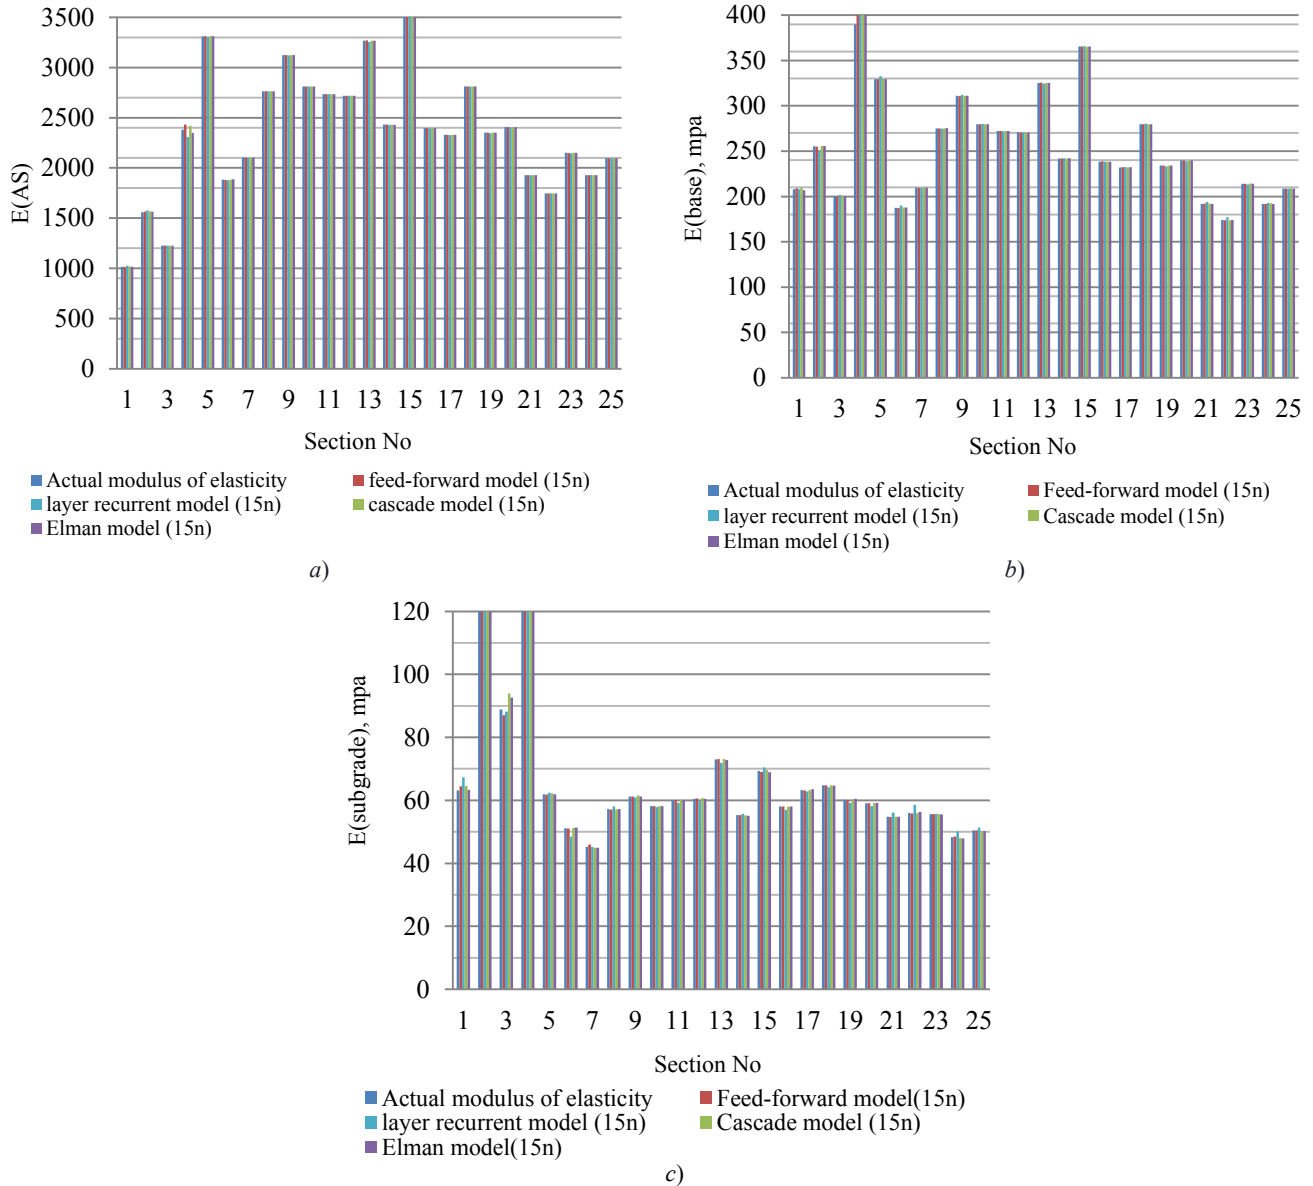 3500
3000
2500
2000
1500
1000
500
0
E(AS)
1 3 5 7 9 11 13 15 17 19 21 23 25
Section No
Actual modulus of elasticity
feed-forward model (15n)
layer recurrent model (15n)
cascade model (15n)
Elman model (15n)
a)
400
350
300
250
200
150
100
50
0
E(base), mpa
1 3 5 7 9 11 13 15 17 19 21 23 25
Section No
Actual modulus of elasticity
Feed-forward model (15n)
layer recurrent model (15n)
Cascade model (15n)
Elman model (15n)
b)
120
100
80
60
40
20
0
E(subgrade), mpa
1 3 5 7 9 11 13 15 17 19 21 23 25
Section No
Actual modulus of elasticity
Feed-forward model(15n)
layer recurrent model (15n)
Cascade model (15n)
Elman model(15n)
c)